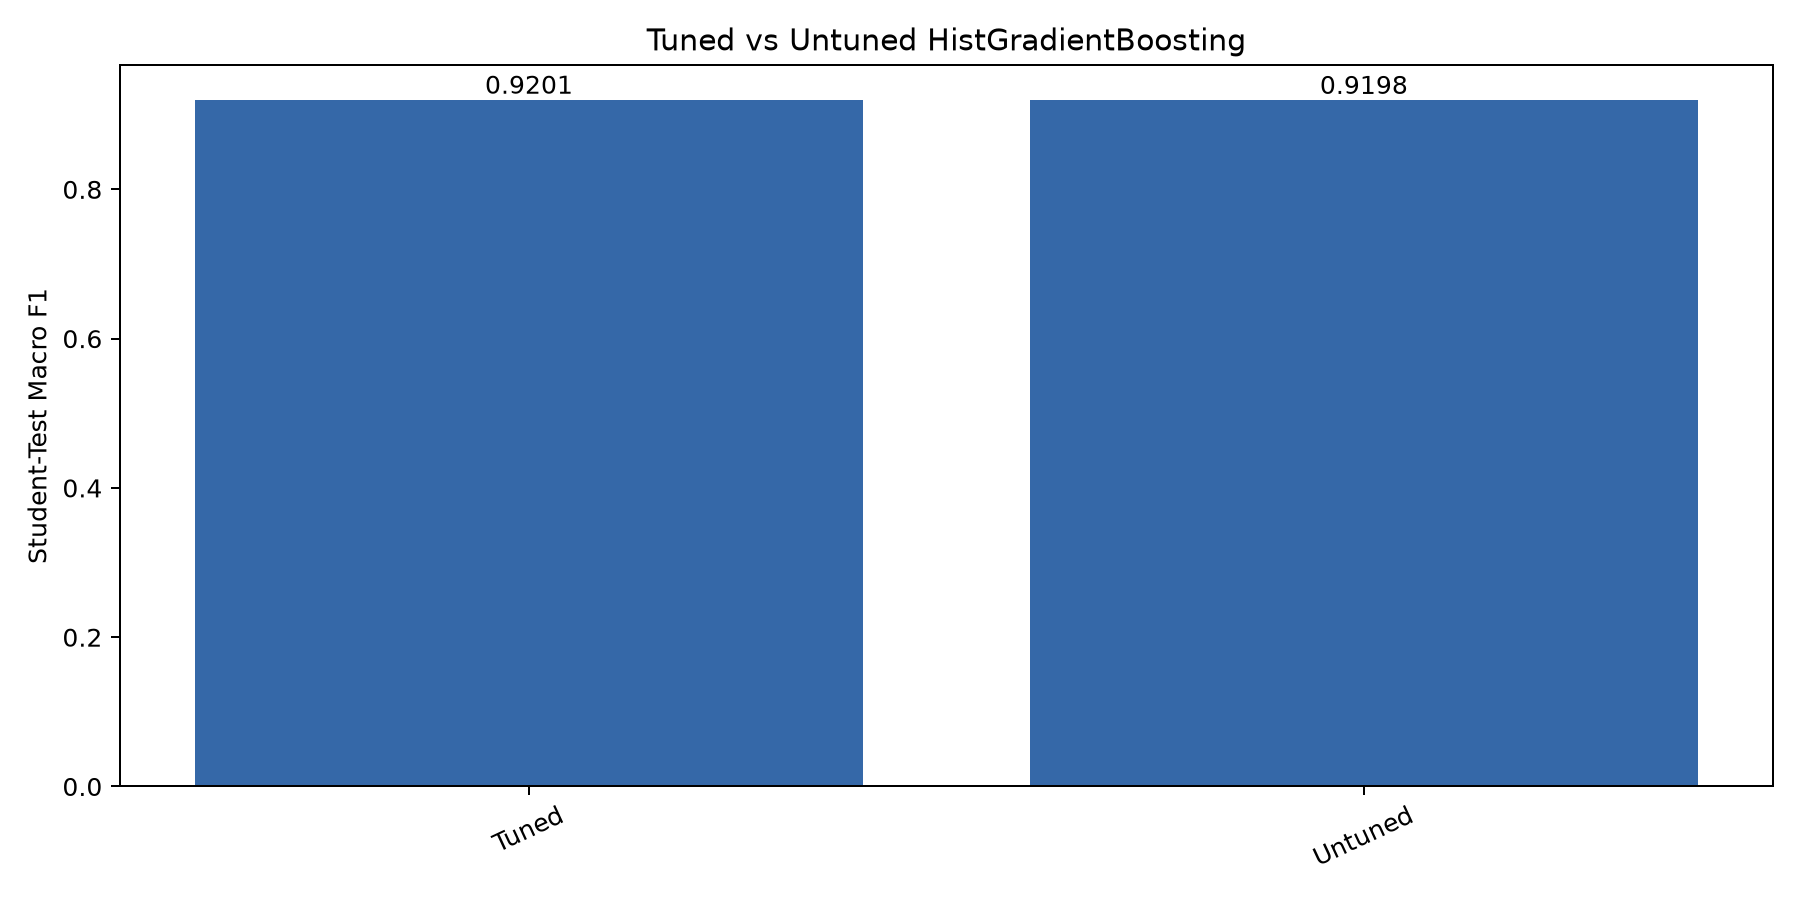 Tuned vs Untuned HistGradientBoosting
0.9201
0.9198
0.8
0.6
0.4
0.2
0.0
Student-Test Macro F1
Tuned
Untuned